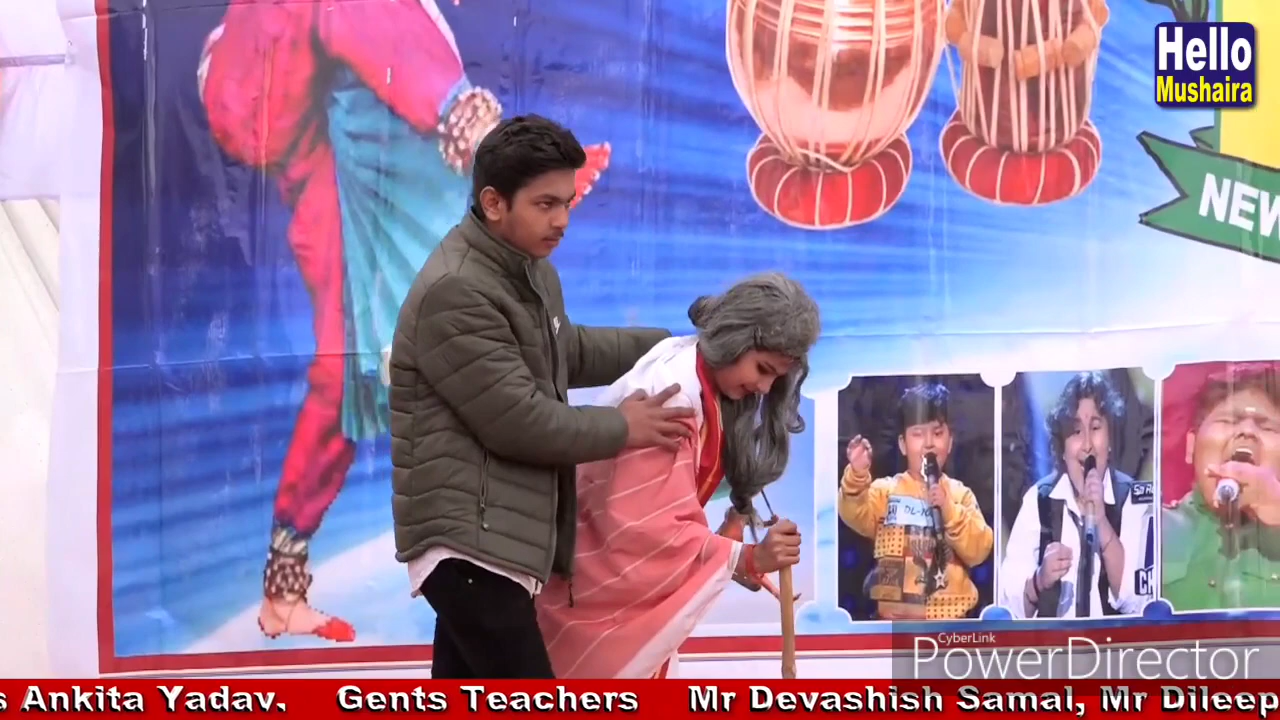 Hello
Mushaira
NEW
CyberLink
PowerDirector
s Ankita Yadav, Gents Teachers Mr Devashish Samal, Mr Dileep